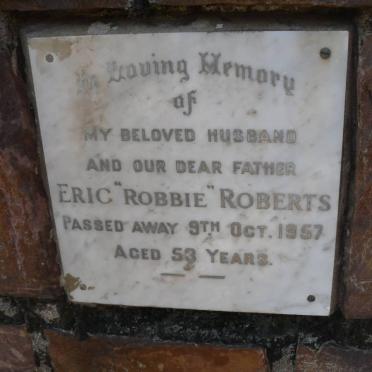 In Loving Memory
of
MY BELOVED HUSBAND
AND OUR DEAR FATHER
ERIC "ROBBIE" ROBERTS
PASSED AWAY 9TH OCT. 1957
AGED 53 YEARS.